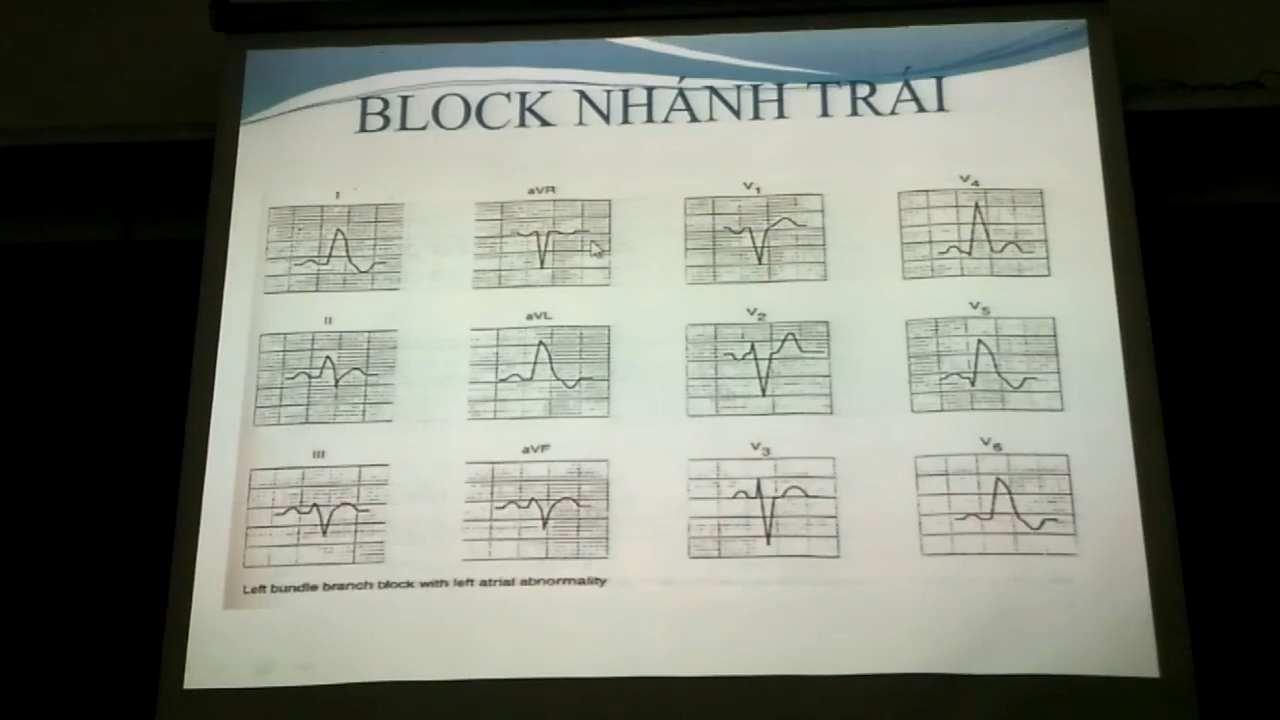 BLOCK NHÁNH TRÁI
I
aVR
V1
V4
II
aVL
V2
V5
III
aVF
V3
V6
Left bundle branch block with left atrial abnormality